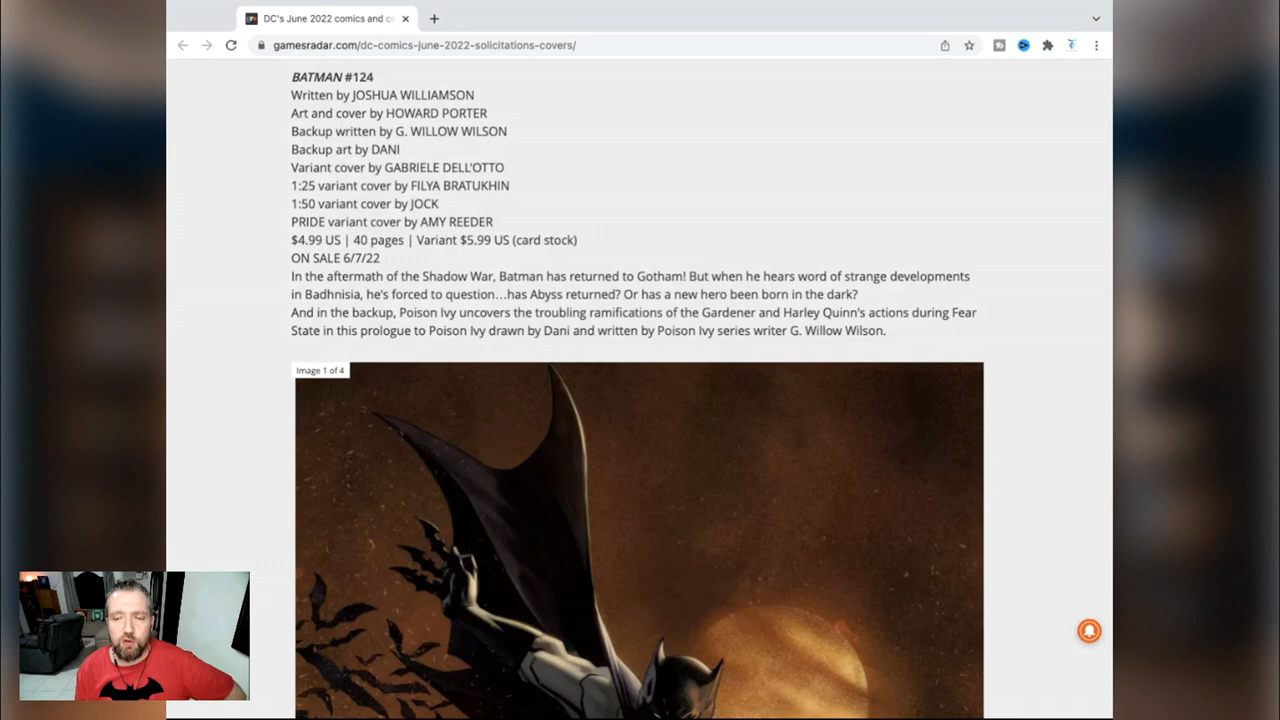 DC's June 2022 comics and co
gamesradar.com/dc-comics-june-2022-solicitations-covers/
BATMAN #124
Written by JOSHUA WILLIAMSON
Art and cover by HOWARD PORTER
Backup written by G. WILLOW WILSON
Backup art by DANI
Variant cover by GABRIELE DELL'OTTO
1:25 variant cover by FILYA BRATUKHIN
1:50 variant cover by JOCK
PRIDE variant cover by AMY REEDER
$4.99 US | 40 pages | Variant $5.99 US (card stock)
ON SALE 6/7/22
In the aftermath of the Shadow War, Batman has returned to Gotham! But when he hears word of strange developments
in Badhnisia, he's forced to question…has Abyss returned? Or has a new hero been born in the dark?
And in the backup, Poison Ivy uncovers the troubling ramifications of the Gardener and Harley Quinn's actions during Fear
State in this prologue to Poison Ivy drawn by Dani and written by Poison Ivy series writer G. Willow Wilson.
Image 1 of 4